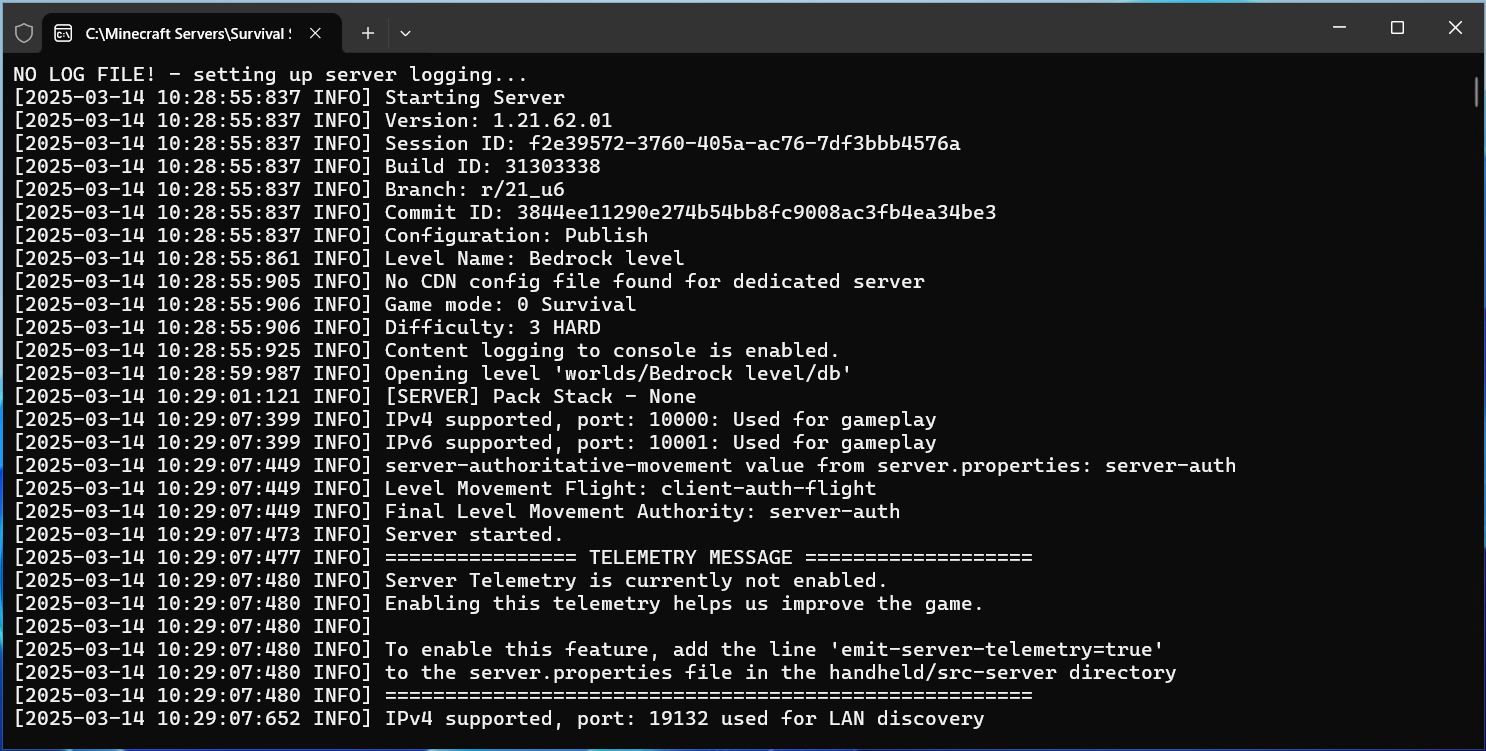 C:\Minecraft Servers\Survival
NO LOG FILE! - setting up server logging...
[2025-03-14 10:28:55:837 INFO] Starting Server
[2025-03-14 10:28:55:837 INFO] Version: 1.21.62.01
[2025-03-14 10:28:55:837 INFO] Session ID: f2e39572-3760-405a-ac76-7df3bbb4576a
[2025-03-14 10:28:55:837 INFO] Build ID: 31303338
[2025-03-14 10:28:55:837 INFO] Branch: r/21_u6
[2025-03-14 10:28:55:837 INFO] Commit ID: 3844ee11290e274b54bb8fc9008ac3fb4ea34be3
[2025-03-14 10:28:55:837 INFO] Configuration: Publish
[2025-03-14 10:28:55:861 INFO] Level Name: Bedrock level
[2025-03-14 10:28:55:905 INFO] No CDN config file found for dedicated server
[2025-03-14 10:28:55:906 INFO] Game mode: 0 Survival
[2025-03-14 10:28:55:906 INFO] Difficulty: 3 HARD
[2025-03-14 10:28:55:925 INFO] Content logging to console is enabled.
[2025-03-14 10:28:59:987 INFO] Opening level 'worlds/Bedrock level/db'
[2025-03-14 10:29:01:121 INFO] [SERVER] Pack Stack - None
[2025-03-14 10:29:07:399 INFO] IPv4 supported, port: 10000: Used for gameplay
[2025-03-14 10:29:07:399 INFO] IPv6 supported, port: 10001: Used for gameplay
[2025-03-14 10:29:07:449 INFO] server-authoritative-movement value from server.properties: server-auth
[2025-03-14 10:29:07:449 INFO] Level Movement Flight: client-auth-flight
[2025-03-14 10:29:07:449 INFO] Final Level Movement Authority: server-auth
[2025-03-14 10:29:07:473 INFO] Server started.
[2025-03-14 10:29:07:477 INFO] ================ TELEMETRY MESSAGE ===================
[2025-03-14 10:29:07:480 INFO] Server Telemetry is currently not enabled.
[2025-03-14 10:29:07:480 INFO] Enabling this telemetry helps us improve the game.
[2025-03-14 10:29:07:480 INFO]
[2025-03-14 10:29:07:480 INFO] To enable this feature, add the line 'emit-server-telemetry=true'
[2025-03-14 10:29:07:480 INFO] to the server.properties file in the handheld/src-server directory
[2025-03-14 10:29:07:480 INFO] ======================================================
[2025-03-14 10:29:07:652 INFO] IPv4 supported, port: 19132 used for LAN discovery